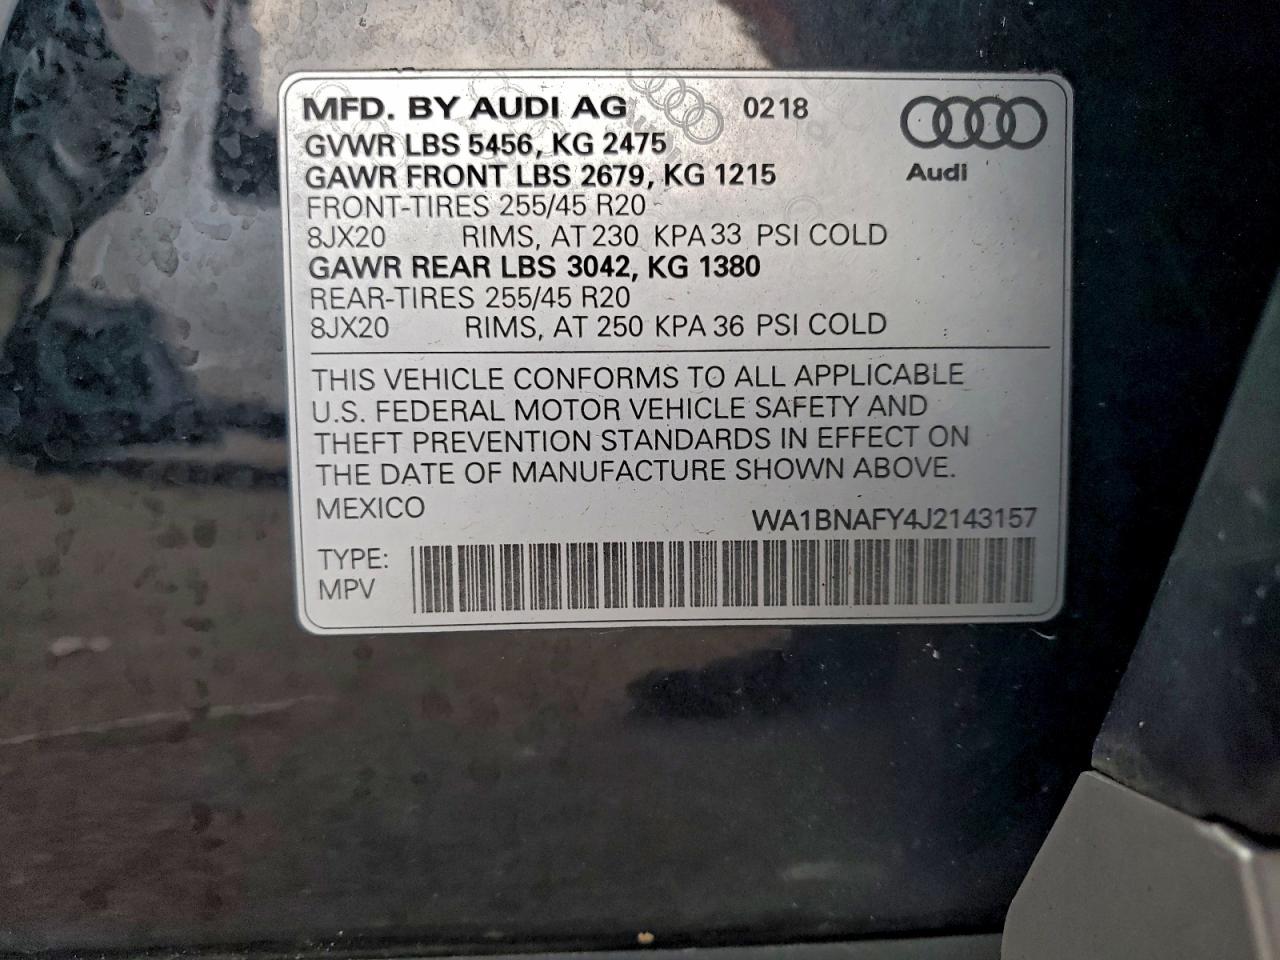 MFD. BY AUDI AG 0218
GVWR LBS 5456, KG 2475
GAWR FRONT LBS 2679, KG 1215
Audi
FRONT-TIRES 255/45 R20
8JX20 RIMS, AT 230 KPA 33 PSI COLD
GAWR REAR LBS 3042, KG 1380
REAR-TIRES 255/45 R20
8JX20 RIMS, AT 250 KPA 36 PSI COLD
THIS VEHICLE CONFORMS TO ALL APPLICABLE
U.S. FEDERAL MOTOR VEHICLE SAFETY AND
THEFT PREVENTION STANDARDS IN EFFECT ON
THE DATE OF MANUFACTURE SHOWN ABOVE.
MEXICO
WA1BNAFY4J2143157
TYPE:
MPV